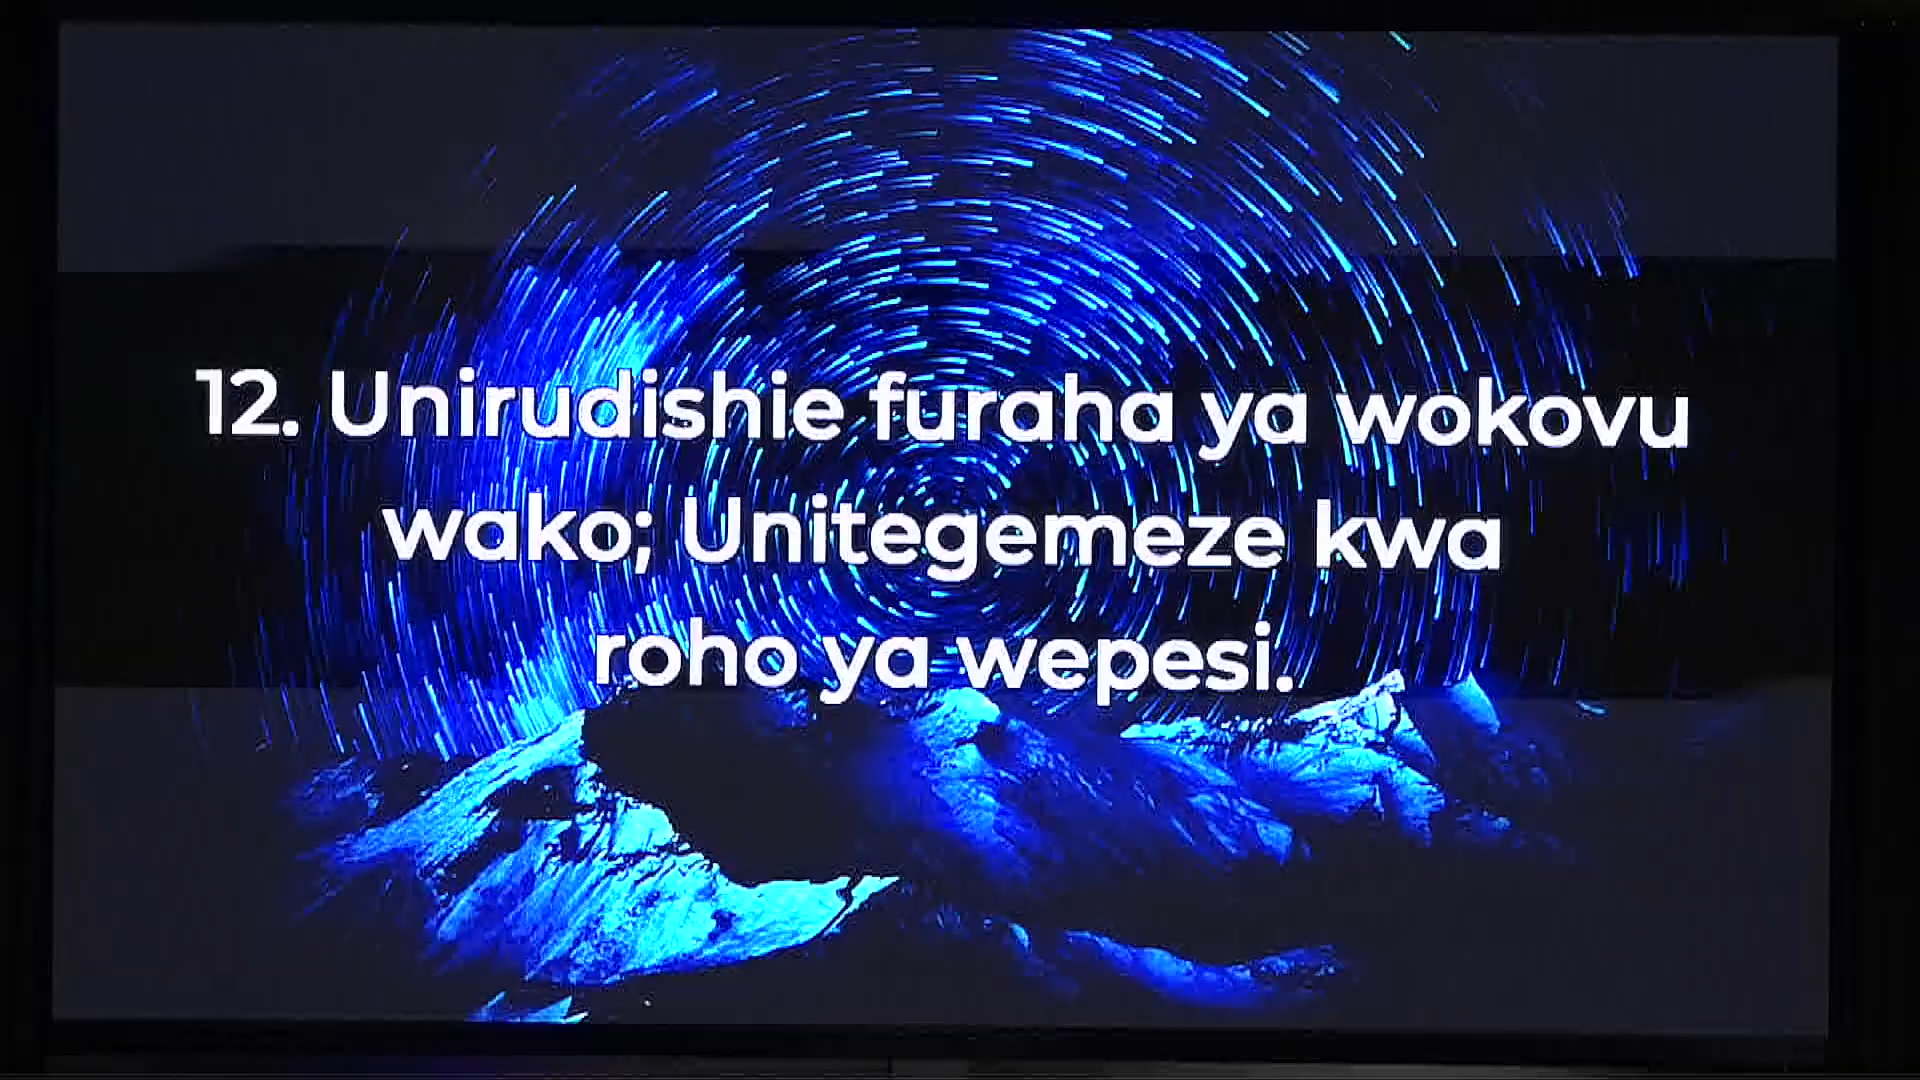 12. Unirudishie furaha ya wokovu
wako; Unitegemeze kwa
roho ya wepesi.